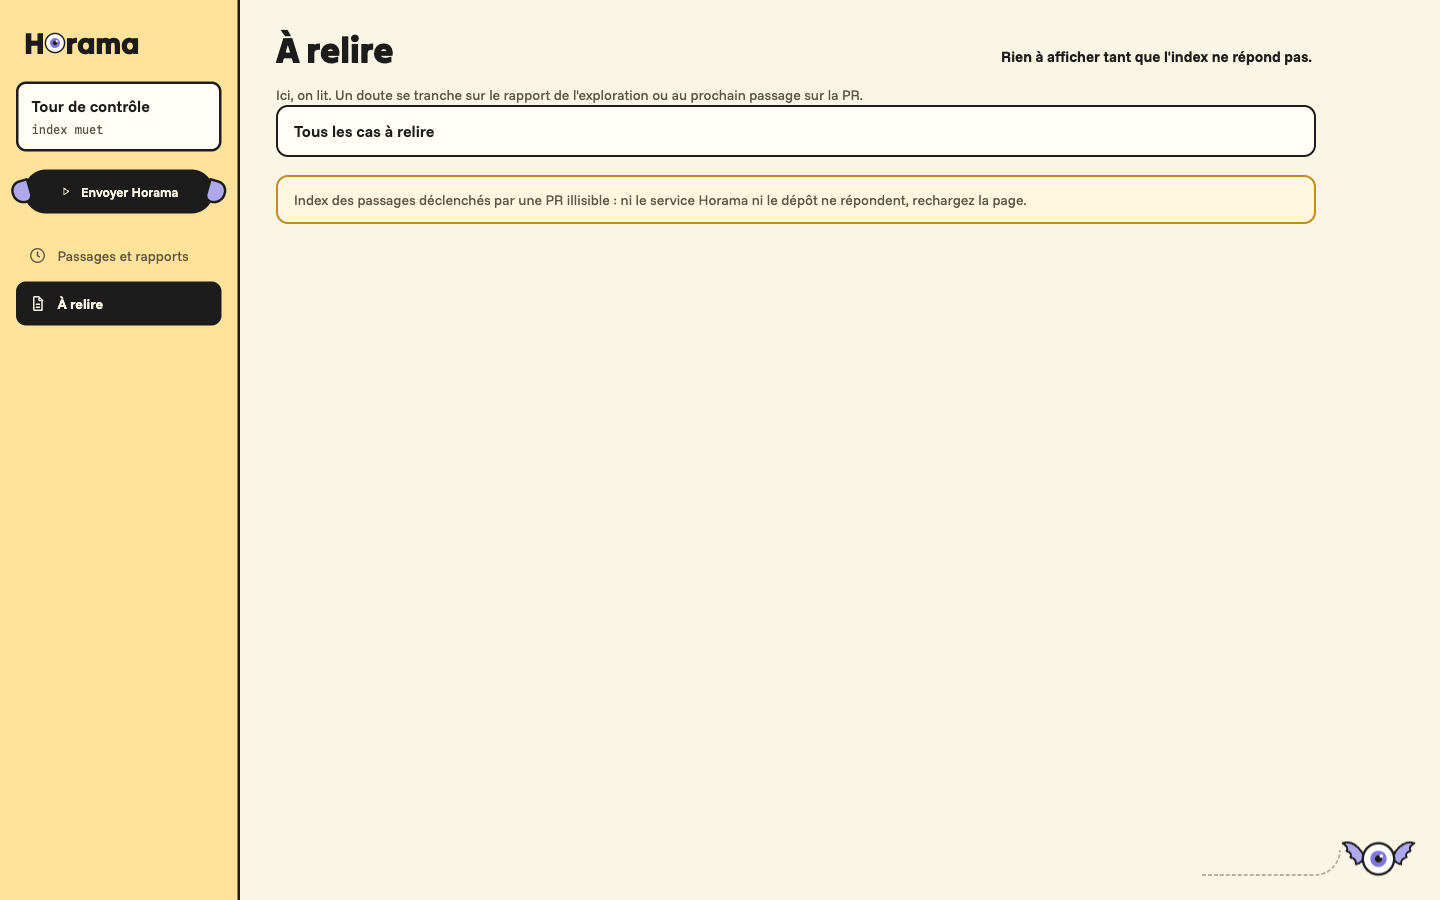 Horama
Tour de contrôle
index muet
Envoyer Horama
Passages et rapports
À relire
À relire
Rien à afficher tant que l'index ne répond pas.
Ici, on lit. Un doute se tranche sur le rapport de l'exploration ou au prochain passage sur la PR.
Tous les cas à relire
Index des passages déclenchés par une PR illisible : ni le service Horama ni le dépôt ne répondent, rechargez la page.